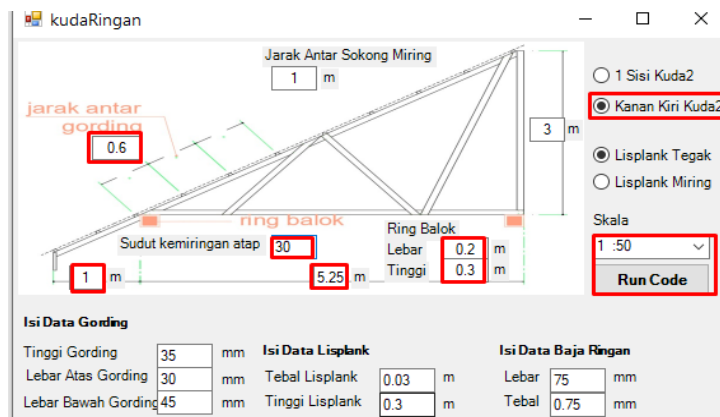 kudaRingan
Jarak Antar Sokong Miring
1 m
1 Sisi Kuda2
jarak antar
gording
Kanan Kiri Kuda2
0.6
3 m
Lisplank Tegak
Lisplank Miring
ring balok
Ring Balok
Skala
Sudut kemiringan atap 30
Lebar 0.2 m
1 :50
Tinggi 0.3 m
1 m
5.25 m
Run Code
Isi Data Gording
Tinggi Gording 35 mm
Lebar Atas Gording 30 mm
Lebar Bawah Gording 45 mm
Isi Data Lisplank
Tebal Lisplank 0.03 m
Tinggi Lisplank 0.3 m
Isi Data Baja Ringan
Lebar 75 mm
Tebal 0.75 mm